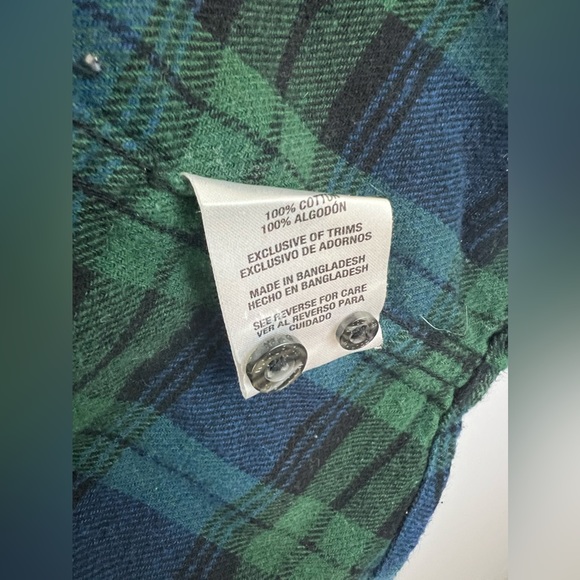 100% COTTON
100% ALGODÓN
EXCLUSIVE OF TRIMS
EXCLUSIVO DE ADORNOS
MADE IN BANGLADESH
HECHO EN BANGLADESH
SEE REVERSE FOR CARE
VER AL REVERSO PARA
CUIDADO